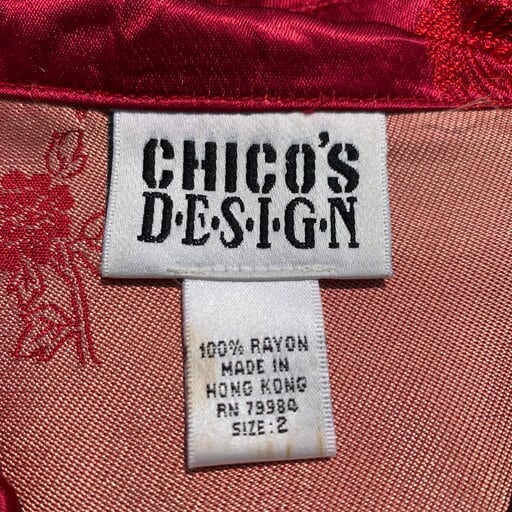 CHICO'S
D·E·S·I·G·N
100% RAYON
MADE IN
HONG KONG
RN 79984
SIZE: 2